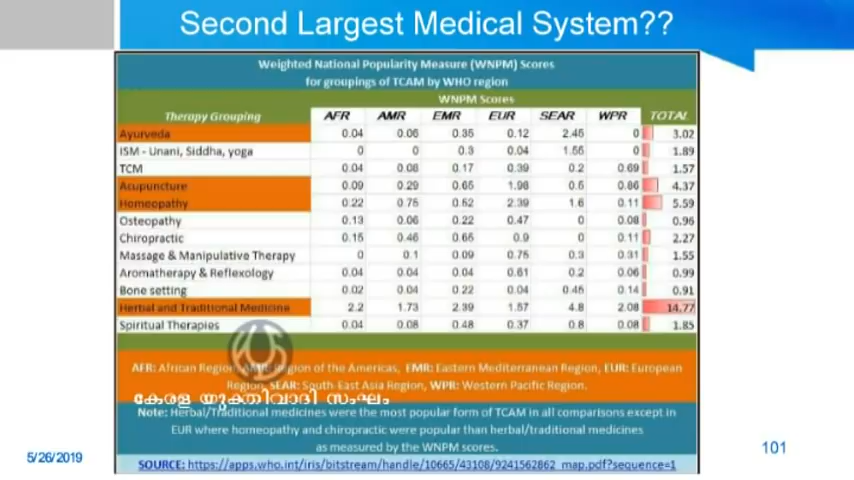 Second Largest Medical System??
Weighted National Popularity Measure (WNPM) Scores
for groupings of TCAM by WHO region
WNPM Scores
Therapy Grouping AFR AMR EMR EUR SEAR WPR TOTAL
Ayurveda 0.04 0.06 0.35 0.12 2.45 0 3.02
ISM - Unani, Siddha, yoga 0 0 0.3 0.04 1.55 0 1.89
TCM 0.04 0.08 0.17 0.39 0.2 0.69 1.57
Acupuncture 0.09 0.29 0.65 1.98 0.5 0.86 4.37
Homeopathy 0.22 0.75 0.52 2.39 1.6 0.11 5.59
Osteopathy 0.13 0.06 0.22 0.47 0 0.08 0.96
Chiropractic 0.15 0.46 0.65 0.9 0 0.11 2.27
Massage & Manipulative Therapy 0 0.1 0.09 0.75 0.3 0.31 1.55
Aromatherapy & Reflexology 0.04 0.04 0.04 0.61 0.2 0.06 0.99
Bone setting 0.02 0.04 0.22 0.04 0.45 0.14 0.91
Herbal and Traditional Medicine 2.2 1.73 2.39 1.57 4.8 2.08 14.77
Spiritual Therapies 0.04 0.08 0.48 0.37 0.8 0.08 1.85
AFR: African Region, AMR: Region of the Americas, EMR: Eastern Mediterranean Region, EUR: European
Region, SEAR: South-East Asia Region, WPR: Western Pacific Region.
കേരള യുക്തിവാദി സംഘം
Note: Herbal/Traditional medicines were the most popular form of TCAM in all comparisons except in
EUR where homeopathy and chiropractic were popular than herbal/traditional medicines
as measured by the WNPM scores.
SOURCE: https://apps.who.int/iris/bitstream/handle/10665/43108/9241562862_map.pdf?sequence=1
5/26/2019
101